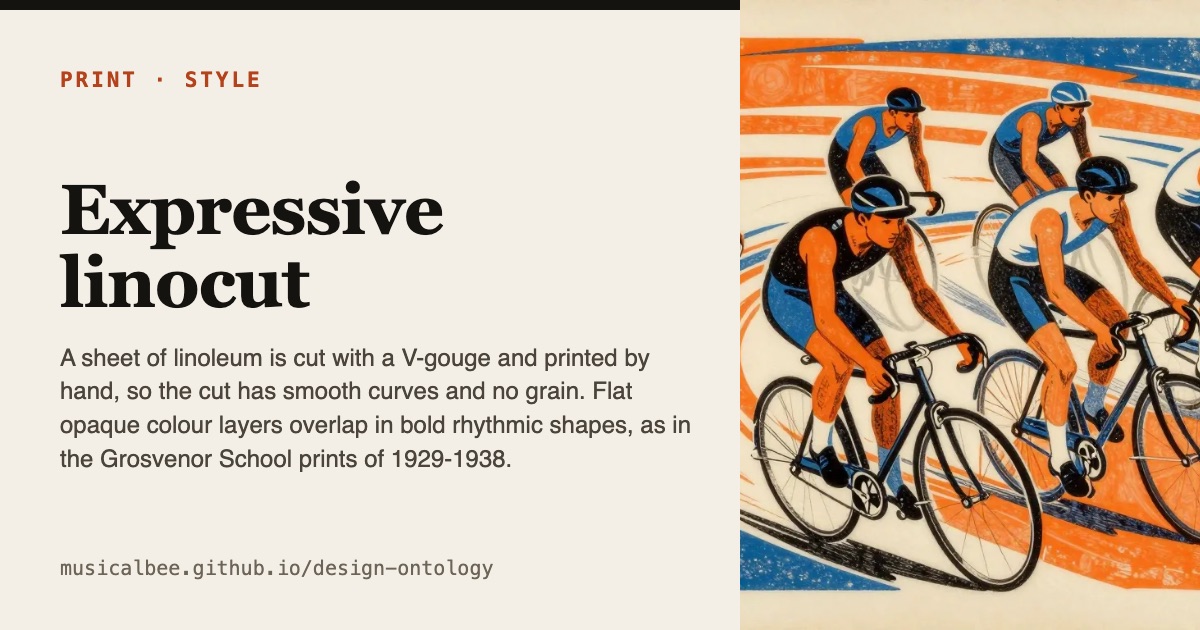 PRINT · STYLE
Expressive
linocut
A sheet of linoleum is cut with a V-gouge and printed by
hand, so the cut has smooth curves and no grain. Flat
opaque colour layers overlap in bold rhythmic shapes, as in
the Grosvenor School prints of 1929-1938.
musicalbee.github.io/design-ontology